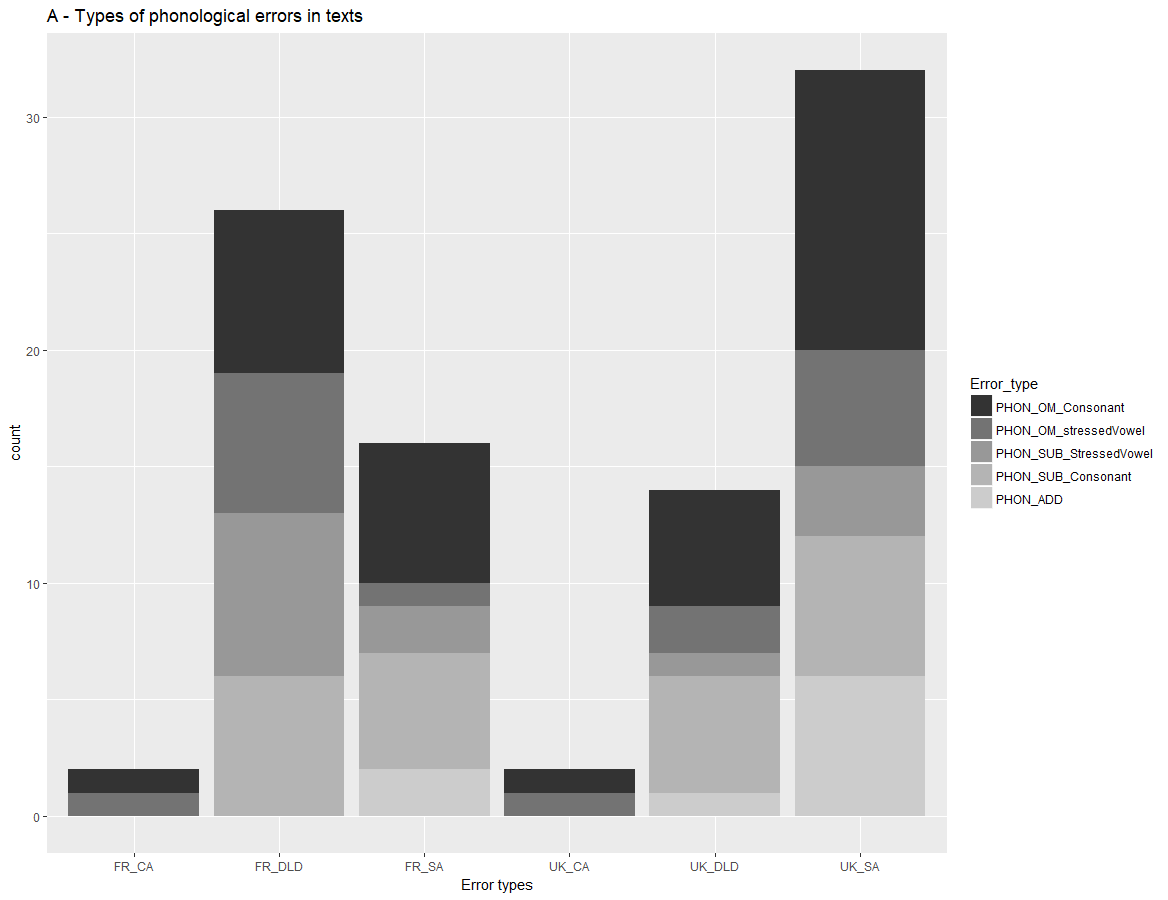 A - Types of phonological errors in texts
30
20
10
0
count
FR_CA
FR_DLD
FR_SA
UK_CA
UK_DLD
UK_SA
Error types
Error_type
PHON_OM_Consonant
PHON_OM_stressedVowel
PHON_SUB_StressedVowel
PHON_SUB_Consonant
PHON_ADD